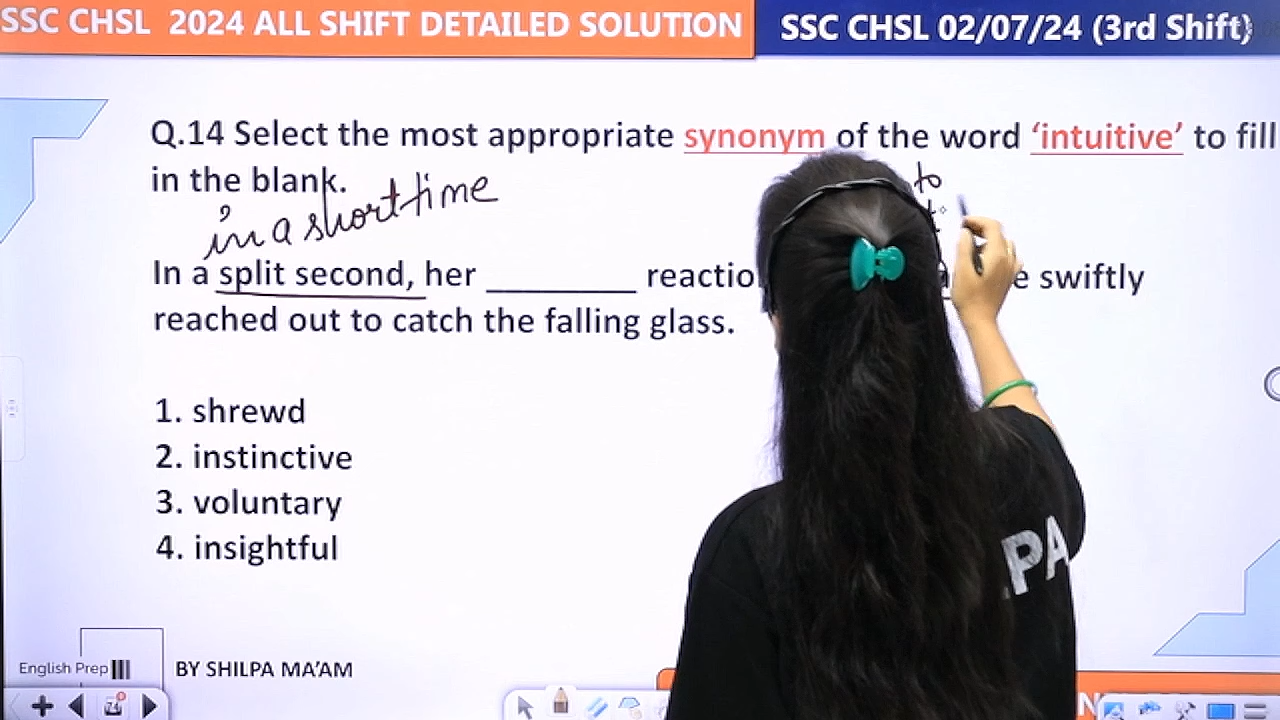 SSC CHSL 2024 ALL SHIFT DETAILED SOLUTION
SSC CHSL 02/07/24 (3rd Shift)
Q.14 Select the most appropriate synonym of the word ‘intuitive’ to fill
in the blank.
in a short time
to
In a split second, her _________ reactio e swiftly
reached out to catch the falling glass.
1. shrewd
2. instinctive
3. voluntary
4. insightful
PA
English Prep
BY SHILPA MA’AM